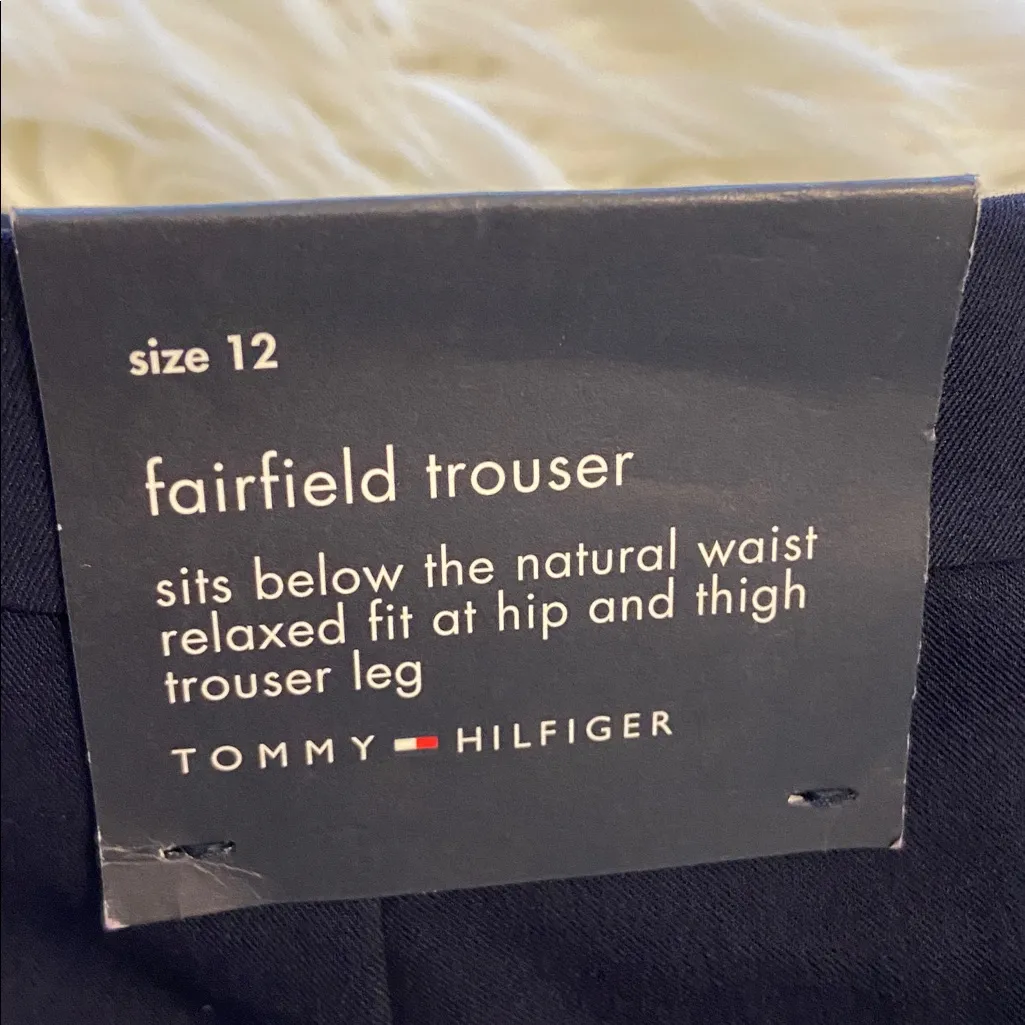 size 12
fairfield trouser
sits below the natural waist
relaxed fit at hip and thigh
trouser leg
TOMMY HILFIGER